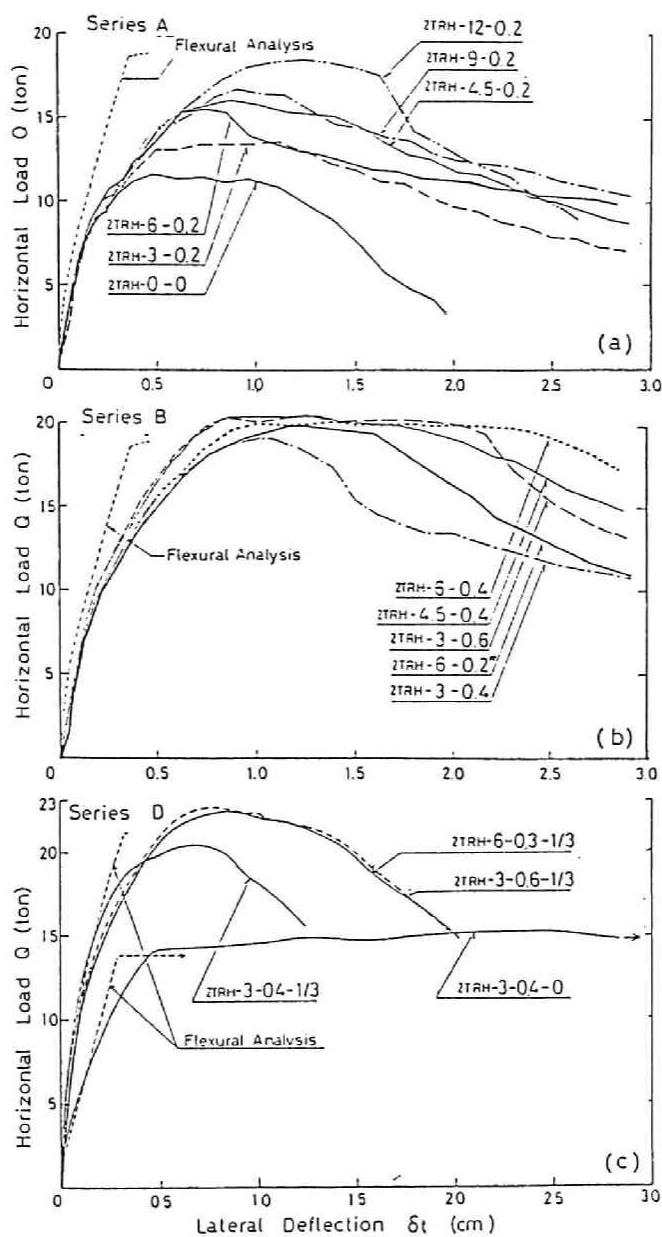 Series A
Flexural Analysis
2TRH-12-0.2
2TRH-9-0.2
2TRH-4.5-0.2
2TRH-6-0.2
2TRH-3-0.2
2TRH-0-0
Horizontal Load Q (ton)
20
15
10
5
0
0.5
1.0
1.5
2.0
2.5
3.0
(a)
Series B
Flexural Analysis
2TRH-6-0.4
2TRH-4.5-0.4
2TRH-3-0.6
2TRH-6-0.2*
2TRH-3-0.4
Horizontal Load Q (ton)
20
15
10
5
0
0.5
1.0
1.5
2.0
2.5
3.0
(b)
Series D
2TRH-6-0.3-1/3
2TRH-3-0.6-1/3
2TRH-3-04-1/3
2TRH-3-0.4-0
Flexural Analysis
Horizontal Load Q (ton)
23
20
15
10
5
0
0.5
1.0
1.5
2.0
2.5
3.0
(c)
Lateral Deflection δt (cm)